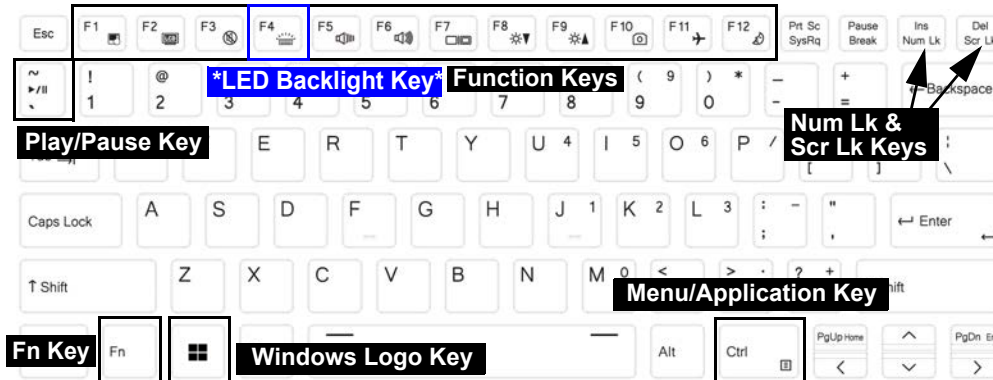 Esc F1 F2 F3 F4 F5 F6 F7 F8 F9 F10 F11 F12 Prt Sc Pause Ins Del
SysRq Break Num Lk Scr Lk
~ ! @ ( 9 ) * _ +
*LED Backlight Key* Function Keys
` 1 2 3 4 5 6 7 8 9 0 - = Backspace
Play/Pause Key
Num Lk &
Scr Lk Keys
E R T Y U 4 I 5 O 6 P /
[ ] \
Caps Lock A S D F G H J 1 K 2 L 3 : - "
; ' Enter
Shift Z X C V B N M 0 < > . ? +
Menu/Application Key
Fn Key Fn Windows Logo Key Alt Ctrl PgUp Home PgDn